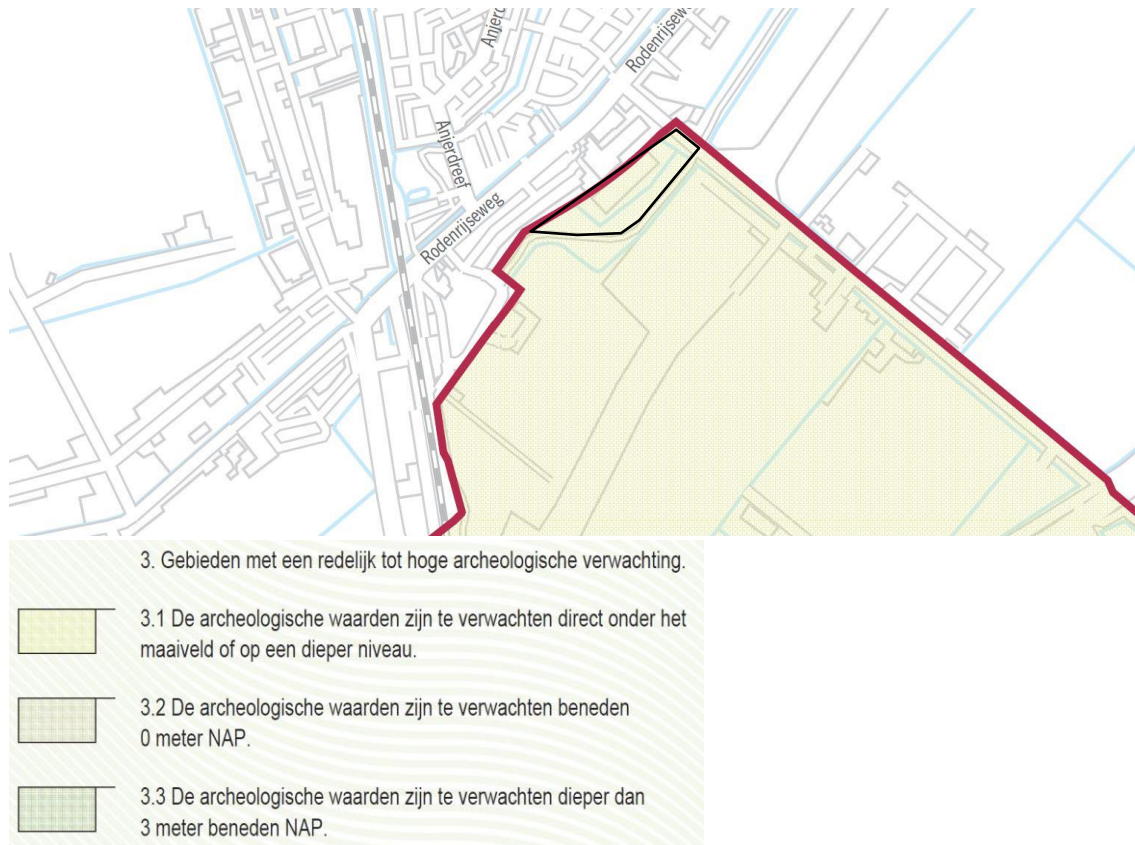 Anjerd
Rodenrijseweg
Anjerdreef
Rodenrijseweg
3. Gebieden met een redelijk tot hoge archeologische verwachting.
3.1 De archeologische waarden zijn te verwachten direct onder het
maaiveld of op een dieper niveau.
3.2 De archeologische waarden zijn te verwachten beneden
0 meter NAP.
3.3 De archeologische waarden zijn te verwachten dieper dan
3 meter beneden NAP.